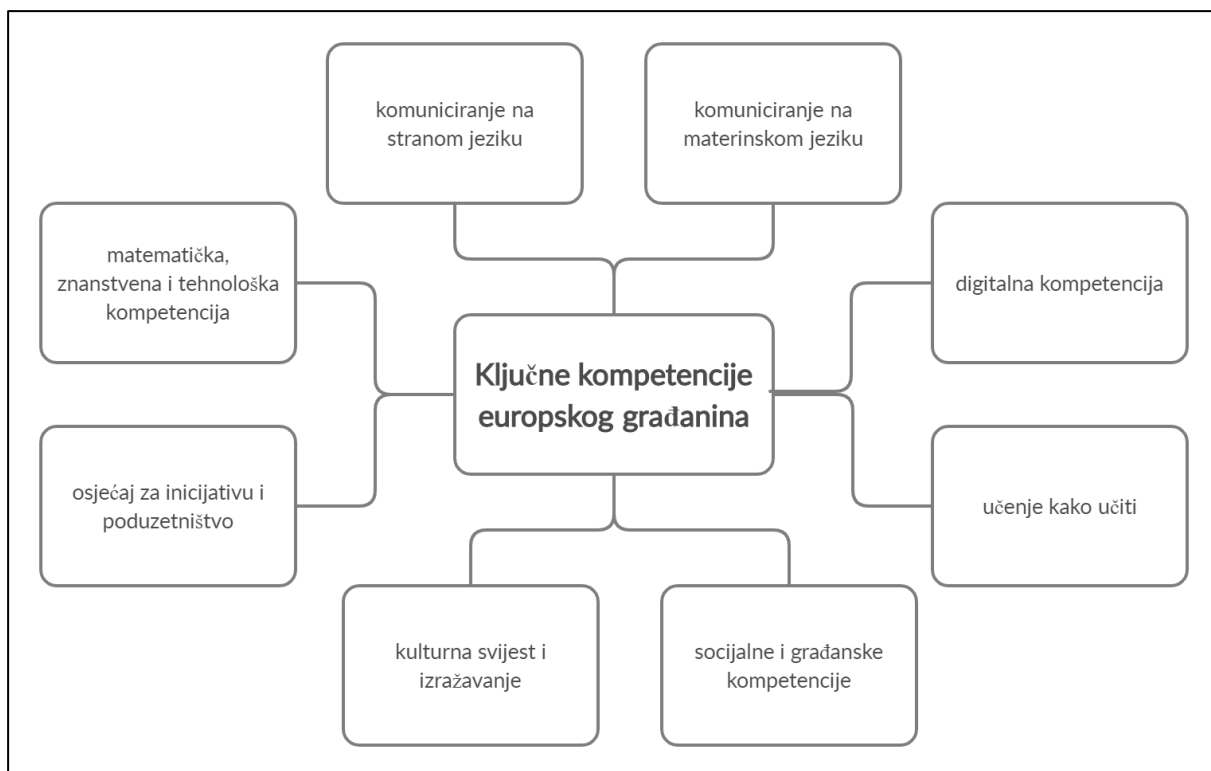 komuniciranje na
stranom jeziku
komuniciranje na
materinskom jeziku
matematička,
znanstvena i tehnološka
kompetencija
digitalna kompetencija
Ključne kompetencije
europskog građanina
osjećaj za inicijativu i
poduzetništvo
učenje kako učiti
kulturna svijest i
izražavanje
socijalne i građanske
kompetencije